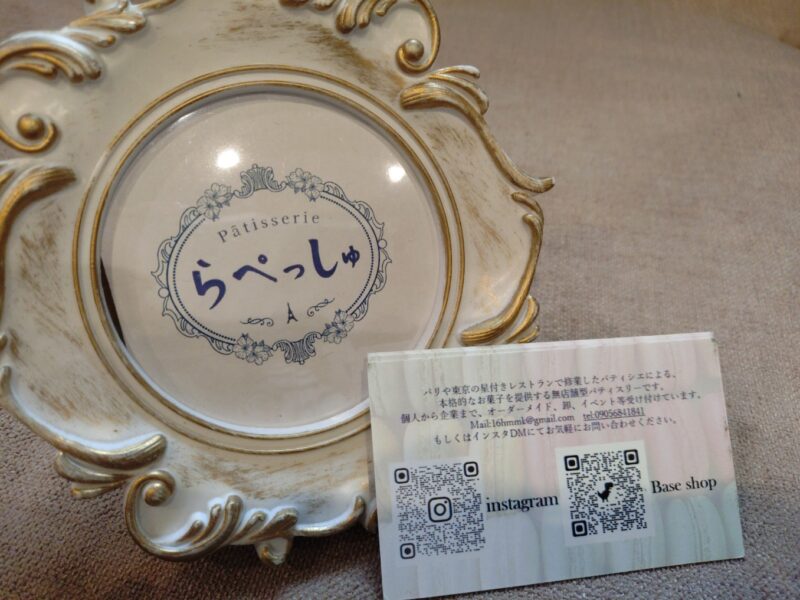 Pâtisserie
らぺっしゅ
パリや東京の星付きレストランで修業したパティシエによる、
本格的なお菓子を提供する無店舗型パティスリーです。
個人から企業まで、オーダーメイド、卸、イベント等受け付けています。
Mail:16hmmk@gmail.com tel:09056841841
もしくはインスタDMにてお気軽にお問い合わせください。
instagram
Base shop